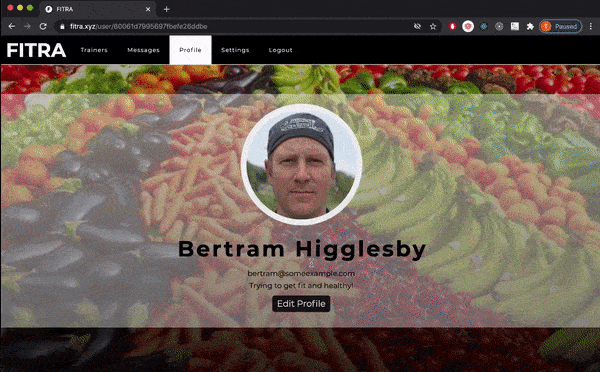 FITRA
fitra.xyz/user/60061d7995697fbefe26ddbe
Paused
FITRA
Trainers
Messages
Profile
Settings
Logout
Bertram Higglesby
bertram@someexample.com
Trying to get fit and healthy!
Edit Profile